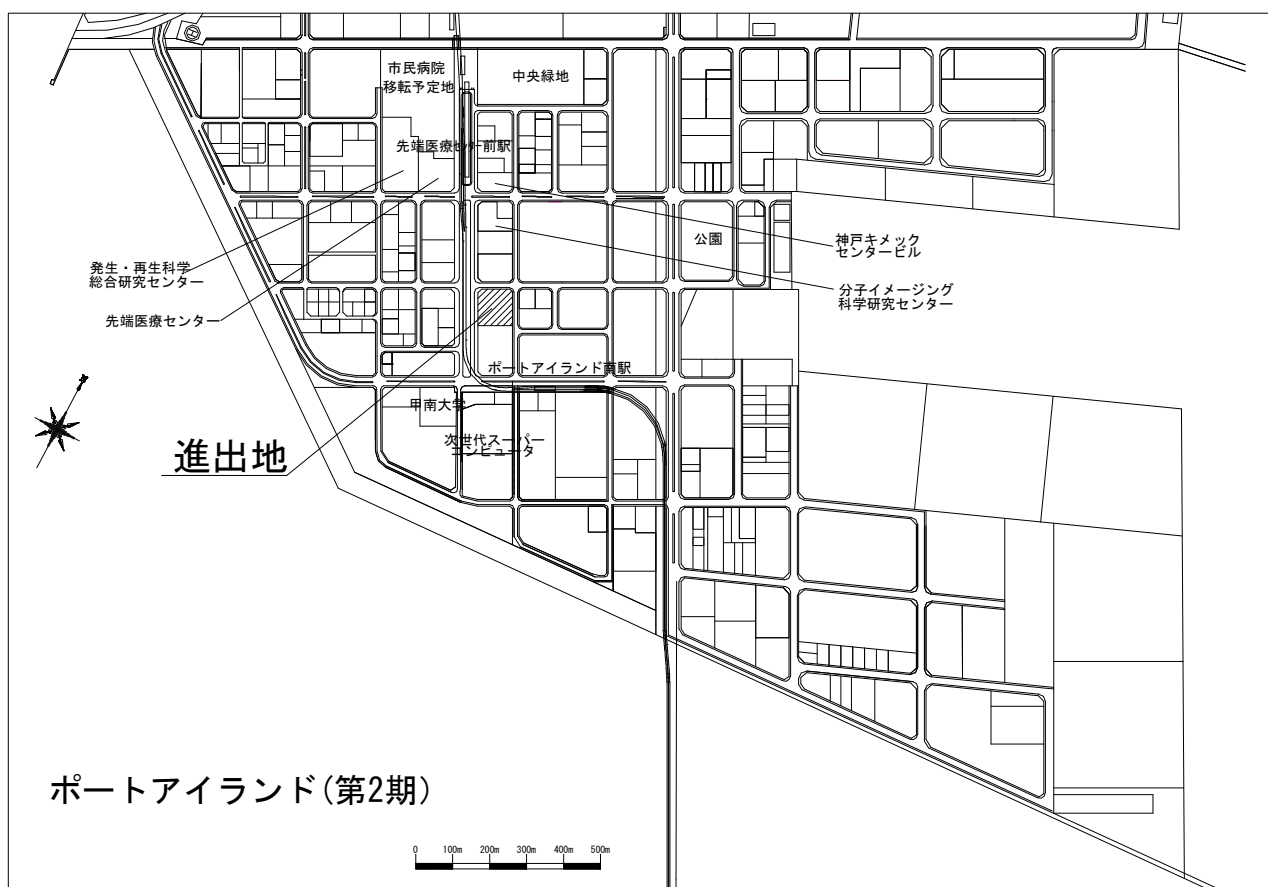 市民病院
移転予定地
中央緑地
先端医療センター前駅
公園
神戸キメック
センタービル
発生・再生科学
総合研究センター
分子イメージング
科学研究センター
先端医療センター
ポートアイランド南駅
甲南大学
次世代スーパー
コンピュータ
進出地
ポートアイランド(第2期)
0 100m 200m 300m 400m 500m